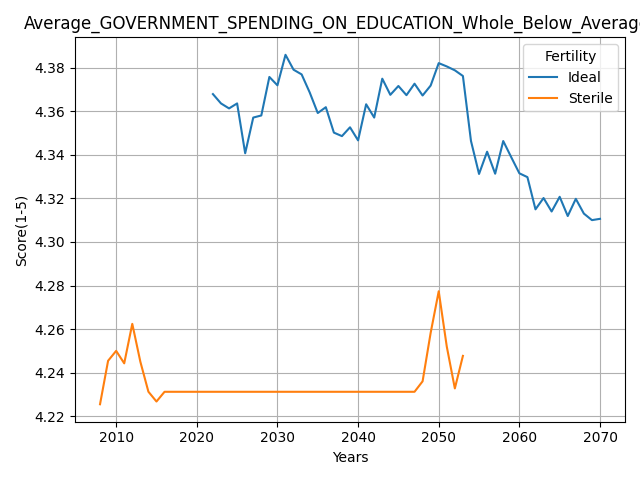 Average_GOVERNMENT_SPENDING_ON_EDUCATION_Whole_Below_Average
Fertility
Ideal
Sterile
Score(1-5)
4.38
4.36
4.34
4.32
4.30
4.28
4.26
4.24
4.22
2010 2020 2030 2040 2050 2060 2070
Years